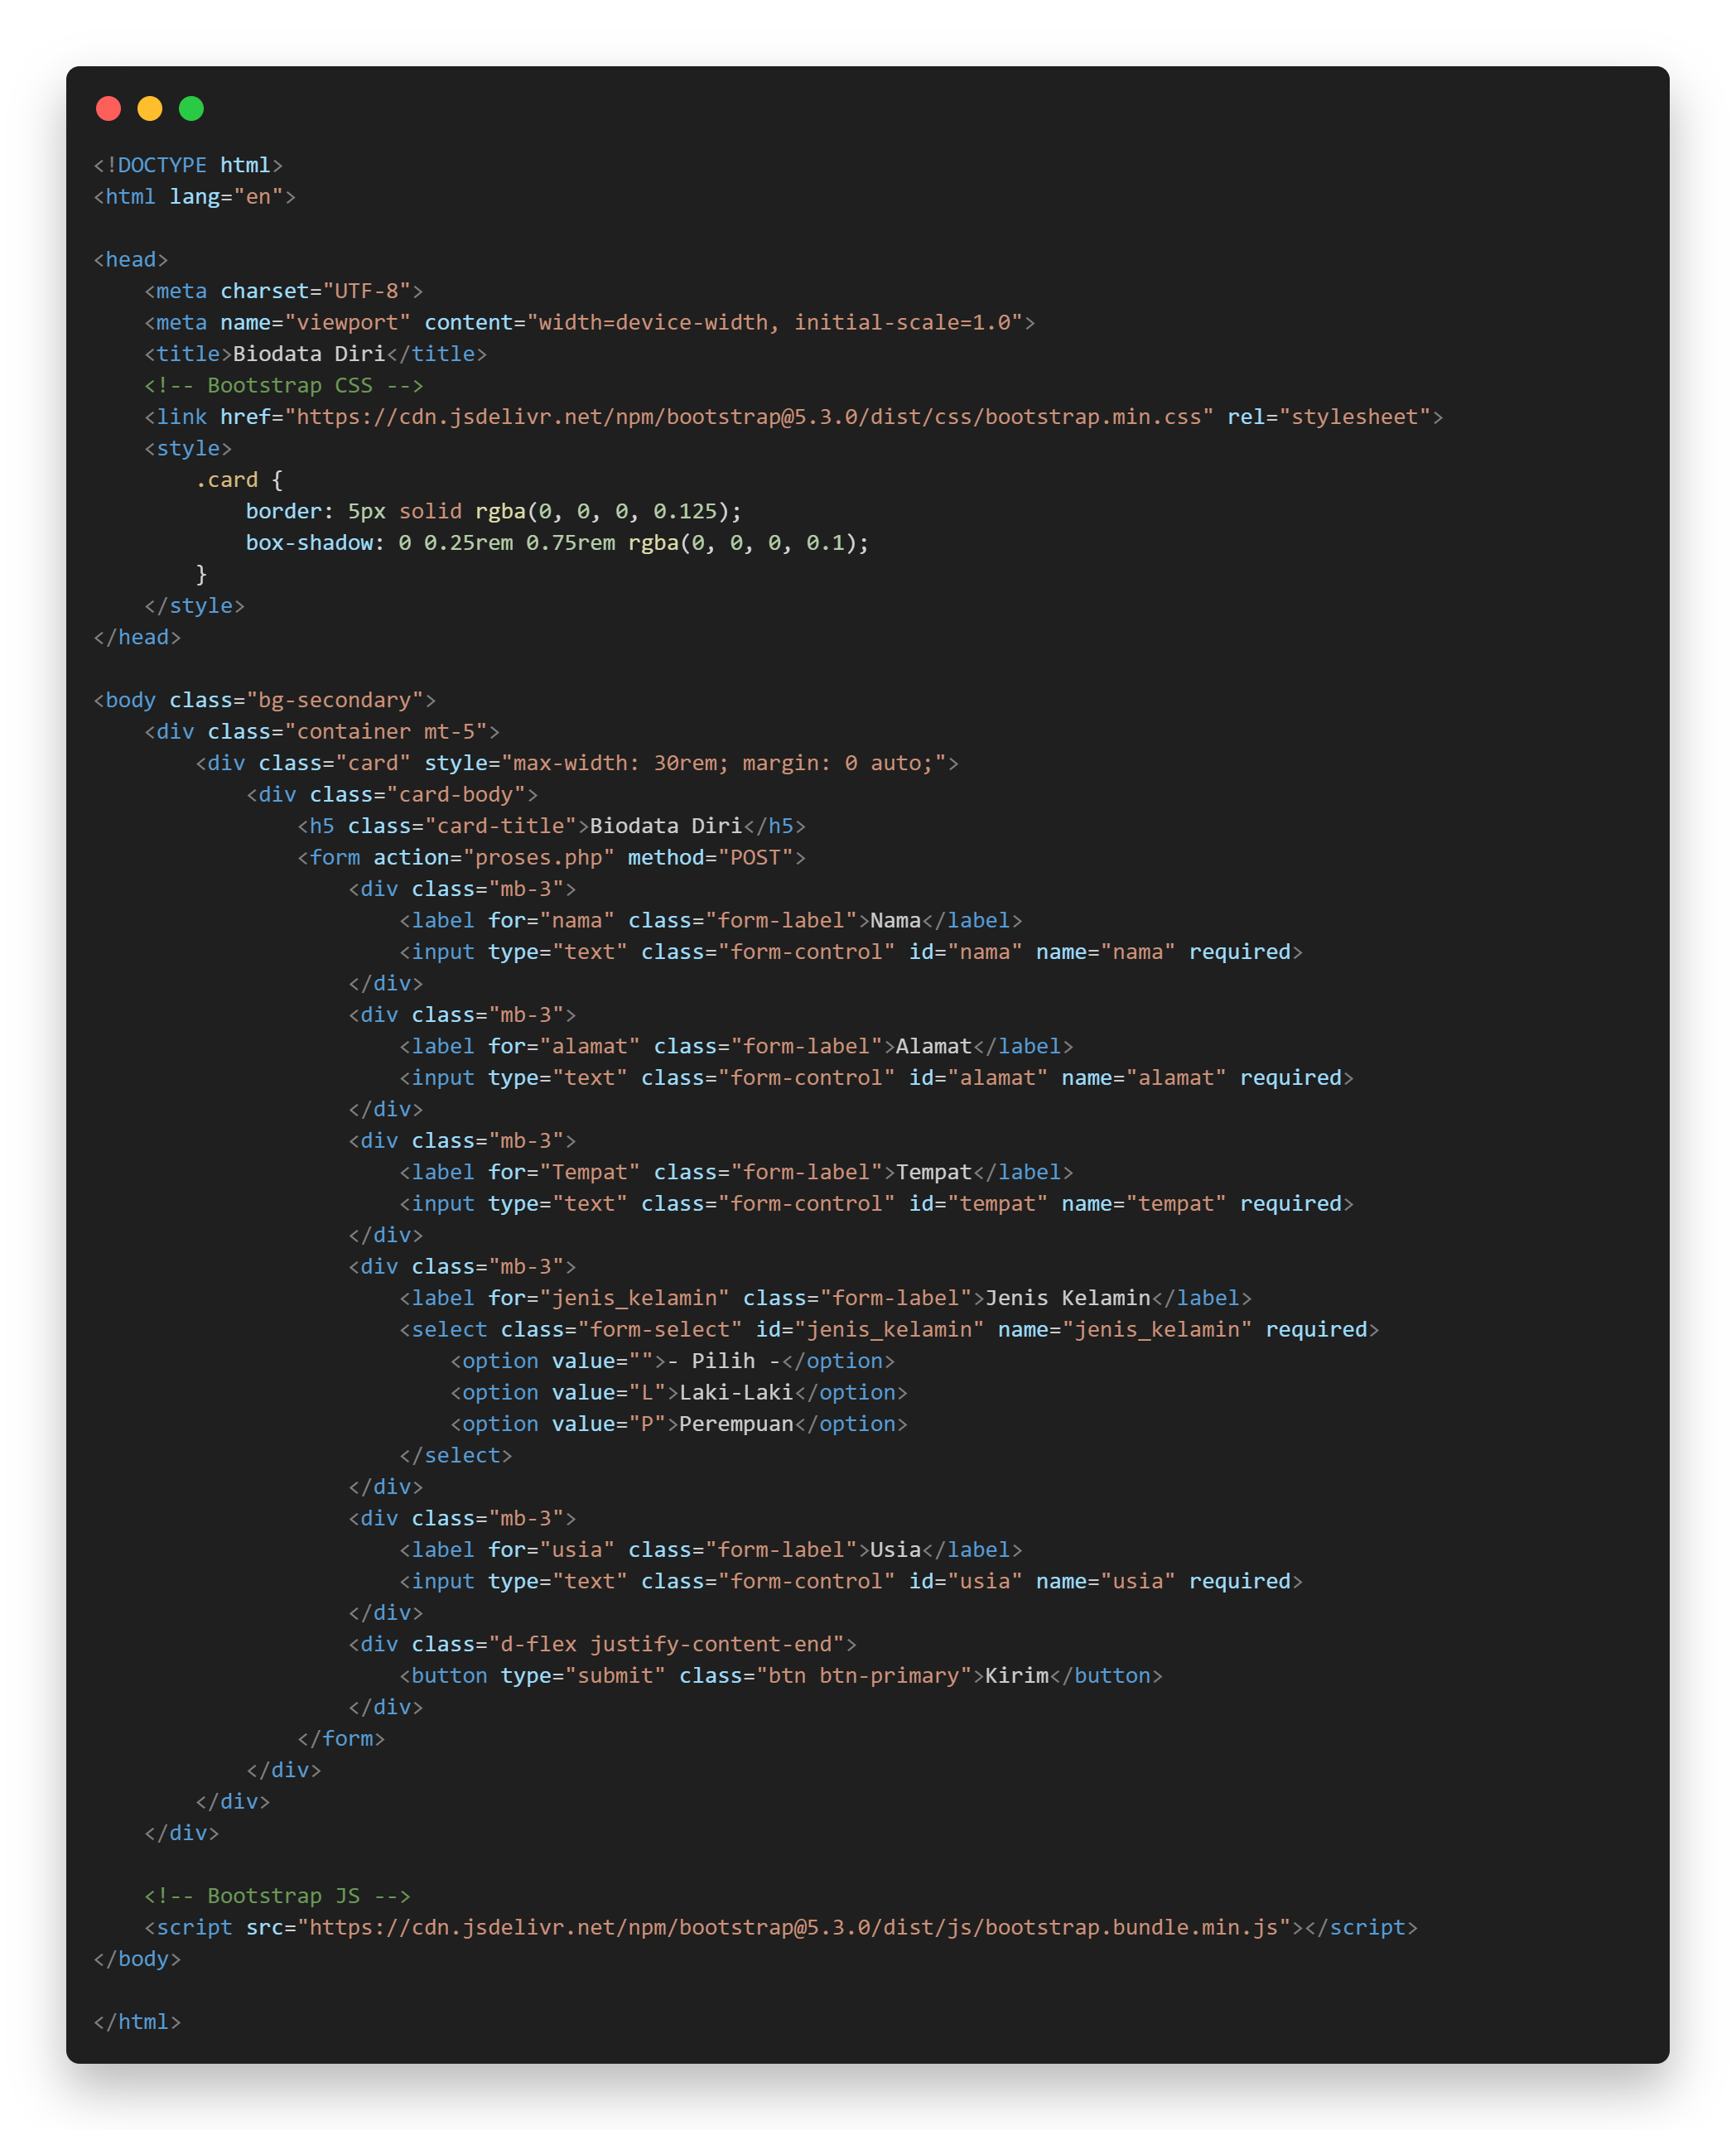 <!DOCTYPE html>
<html lang="en">

<head>
    <meta charset="UTF-8">
    <meta name="viewport" content="width=device-width, initial-scale=1.0">
    <title>Biodata Diri</title>
    <!-- Bootstrap CSS -->
    <link href="https://cdn.jsdelivr.net/npm/bootstrap@5.3.0/dist/css/bootstrap.min.css" rel="stylesheet">
    <style>
        .card {
            border: 5px solid rgba(0, 0, 0, 0.125);
            box-shadow: 0 0.25rem 0.75rem rgba(0, 0, 0, 0.1);
        }
    </style>
</head>

<body class="bg-secondary">
    <div class="container mt-5">
        <div class="card" style="max-width: 30rem; margin: 0 auto;">
            <div class="card-body">
                <h5 class="card-title">Biodata Diri</h5>
                <form action="proses.php" method="POST">
                    <div class="mb-3">
                        <label for="nama" class="form-label">Nama</label>
                        <input type="text" class="form-control" id="nama" name="nama" required>
                    </div>
                    <div class="mb-3">
                        <label for="alamat" class="form-label">Alamat</label>
                        <input type="text" class="form-control" id="alamat" name="alamat" required>
                    </div>
                    <div class="mb-3">
                        <label for="Tempat" class="form-label">Tempat</label>
                        <input type="text" class="form-control" id="tempat" name="tempat" required>
                    </div>
                    <div class="mb-3">
                        <label for="jenis_kelamin" class="form-label">Jenis Kelamin</label>
                        <select class="form-select" id="jenis_kelamin" name="jenis_kelamin" required>
                            <option value="">- Pilih -</option>
                            <option value="L">Laki-Laki</option>
                            <option value="P">Perempuan</option>
                        </select>
                    </div>
                    <div class="mb-3">
                        <label for="usia" class="form-label">Usia</label>
                        <input type="text" class="form-control" id="usia" name="usia" required>
                    </div>
                    <div class="d-flex justify-content-end">
                        <button type="submit" class="btn btn-primary">Kirim</button>
                    </div>
                </form>
            </div>
        </div>
    </div>

    <!-- Bootstrap JS -->
    <script src="https://cdn.jsdelivr.net/npm/bootstrap@5.3.0/dist/js/bootstrap.bundle.min.js"></script>
</body>

</html>